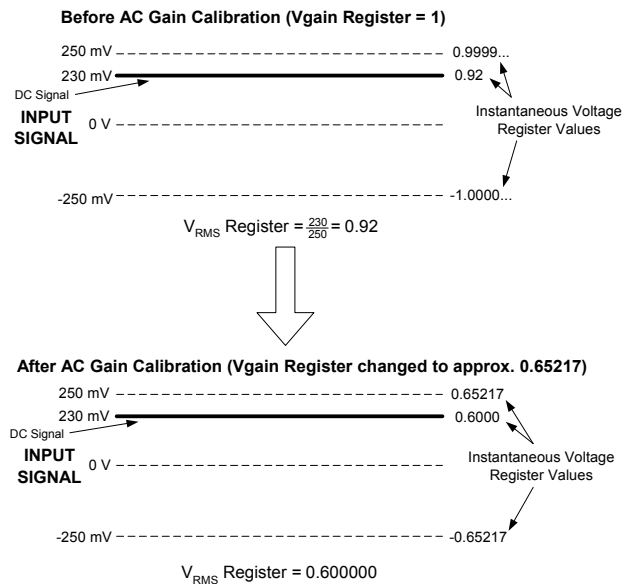 Before AC Gain Calibration (Vgain Register = 1)
250 mV 0.9999...
230 mV 0.92
DC Signal
INPUT
SIGNAL
0 V
Instantaneous Voltage
Register Values
-250 mV -1.0000...
VRMS Register = 230/250 = 0.92
After AC Gain Calibration (Vgain Register changed to approx. 0.65217)
250 mV 0.65217
230 mV 0.6000
DC Signal
INPUT
SIGNAL
0 V
Instantaneous Voltage
Register Values
-250 mV -0.65217
VRMS Register = 0.600000